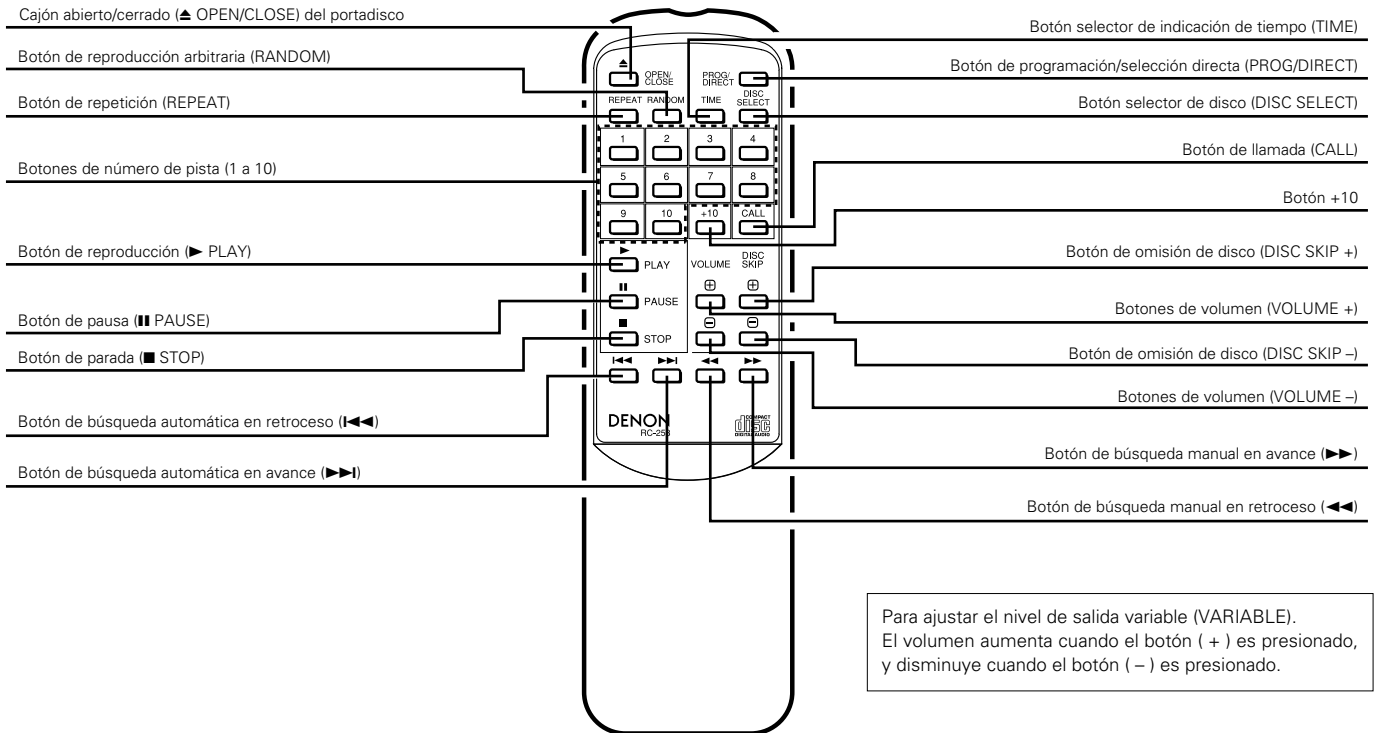 Cajón abierto/cerrado (⏏ OPEN/CLOSE) del portadisco
Botón de reproducción arbitraria (RANDOM)
Botón de repetición (REPEAT)
Botones de número de pista (1 a 10)
Botón de reproducción (► PLAY)
Botón de pausa (❚❚ PAUSE)
Botón de parada (■ STOP)
Botón de búsqueda automática en retroceso (I◄◄)
Botón de búsqueda automática en avance (►►I)
⏏
OPEN/
CLOSE
PROG/
DIRECT
REPEAT RANDOM TIME DISC
SELECT
1 2 3 4
5 6 7 8
9 10 +10 CALL
►
PLAY
VOLUME
DISC
SKIP
❚❚ ⊕ ⊕
PAUSE
■ ⊖ ⊖
STOP
I◄◄ ►►I ◄◄ ►►
DENON
COMPACT
disc
DIGITAL AUDIO
Botón selector de indicación de tiempo (TIME)
Botón de programación/selección directa (PROG/DIRECT)
Botón selector de disco (DISC SELECT)
Botón de llamada (CALL)
Botón +10
Botón de omisión de disco (DISC SKIP +)
Botones de volumen (VOLUME +)
Botón de omisión de disco (DISC SKIP –)
Botones de volumen (VOLUME –)
Botón de búsqueda manual en avance (►►)
Botón de búsqueda manual en retroceso (◄◄)
Para ajustar el nivel de salida variable (VARIABLE).
El volumen aumenta cuando el botón ( + ) es presionado,
y disminuye cuando el botón ( – ) es presionado.